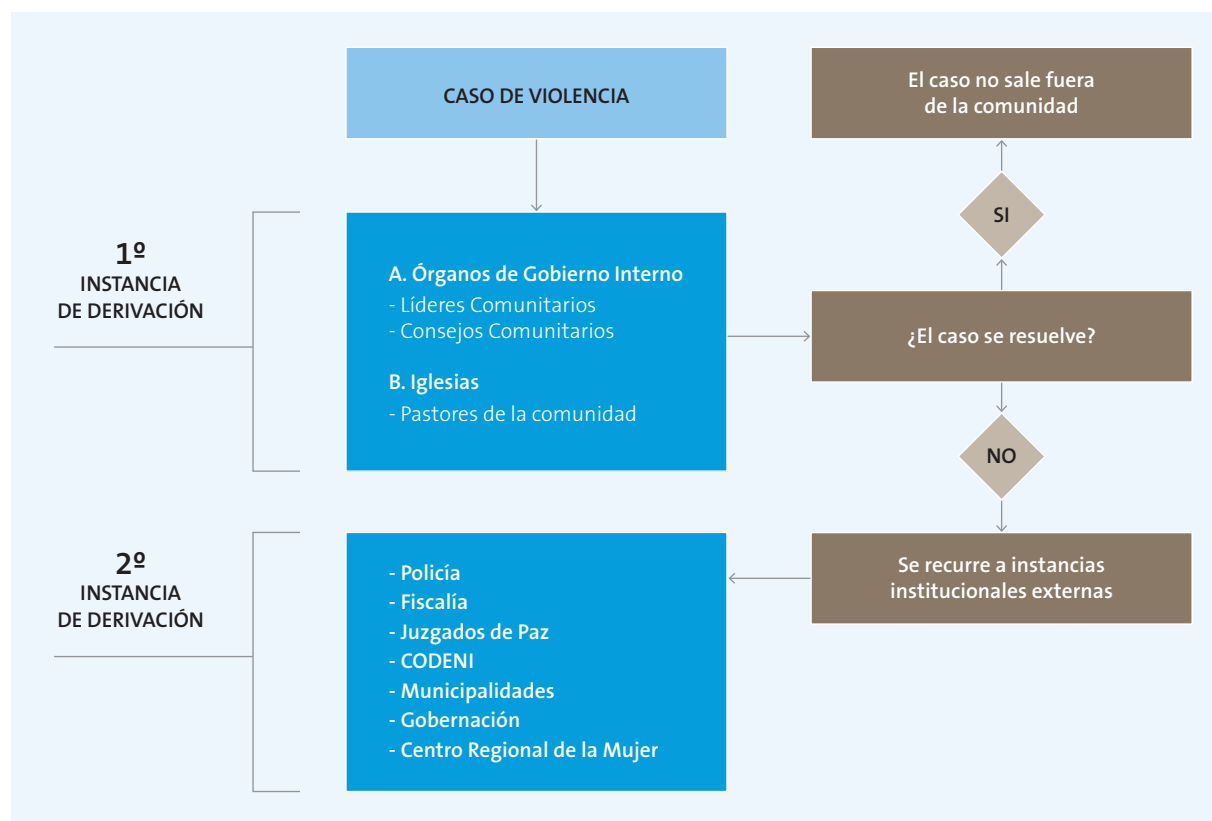 CASO DE VIOLENCIA
El caso no sale fuera
de la comunidad
SI
1º
INSTANCIA
DE DERIVACIÓN
A. Órganos de Gobierno Interno
- Líderes Comunitarios
- Consejos Comunitarios
B. Iglesias
- Pastores de la comunidad
¿El caso se resuelve?
NO
2º
INSTANCIA
DE DERIVACIÓN
- Policía
- Fiscalía
- Juzgados de Paz
- CODENI
- Municipalidades
- Gobernación
- Centro Regional de la Mujer
Se recurre a instancias
institucionales externas